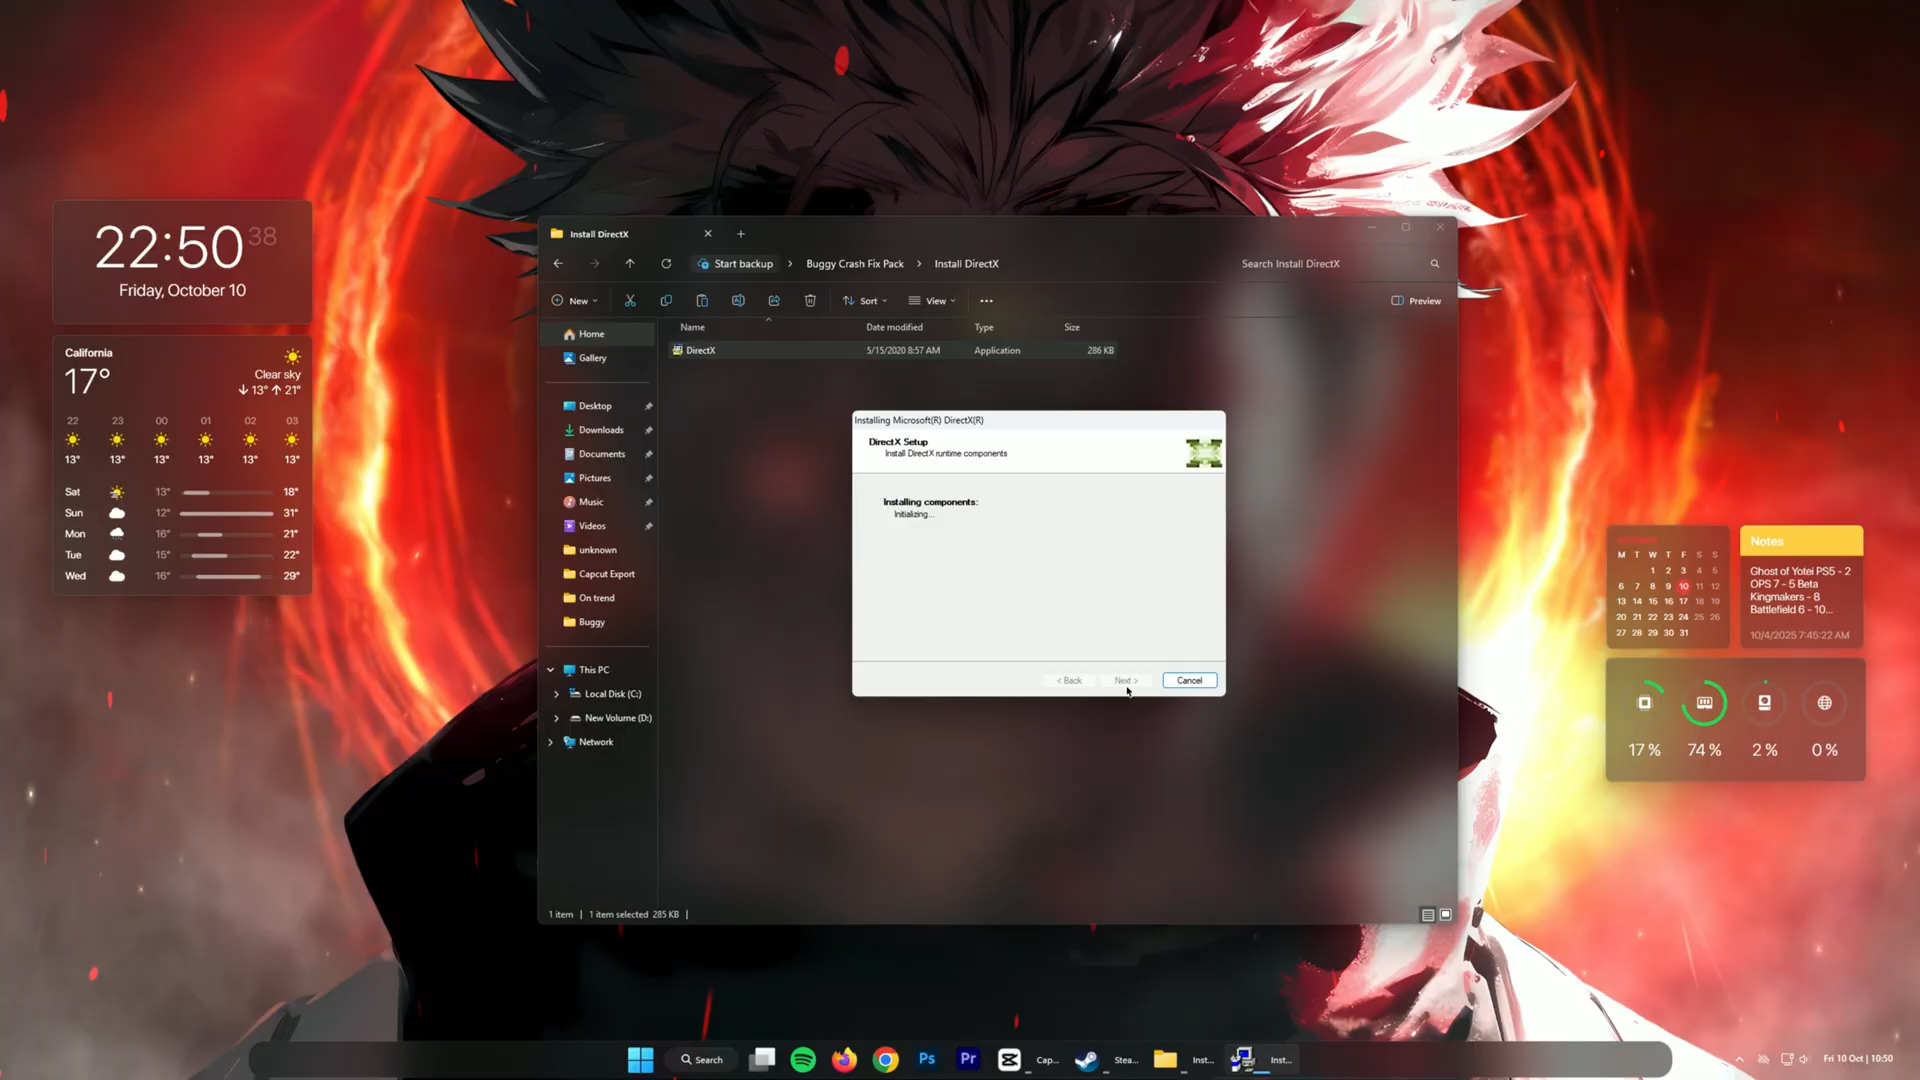 22:50 38
Friday, October 10
California
17°
Clear sky
↓ 13° ↑ 21°
22 23 00 01 02 03
13° 13° 13° 13° 13° 13°
Sat 13° 18°
Sun 12° 31°
Mon 16° 21°
Tue 15° 22°
Wed 16° 29°
Install DirectX
Start backup > Buggy Crash Fix Pack > Install DirectX
Search Install DirectX
New
Sort
View
Preview
Home
Gallery
Desktop
Downloads
Documents
Pictures
Music
Videos
unknown
Capcut Export
On trend
Buggy
This PC
Local Disk (C:)
New Volume (D:)
Network
Name Date modified Type Size
DirectX 5/15/2020 8:57 AM Application 286 KB
Installing Microsoft(R) DirectX(R)
DirectX Setup
Install DirectX runtime components
Installing components:
Initializing...
< Back Next > Cancel
1 item | 1 item selected 285 KB |
M T W T F S S
1 2 3 4 5
6 7 8 9 10 11 12
13 14 15 16 17 18 19
20 21 22 23 24 25 26
27 28 29 30 31
Notes
Ghost of Yotei PS5 - 2
OPS 7 - 5 Beta
Kingmakers - 8
Battlefield 6 - 10...
10/4/2025 7:45:22 AM
17 % 74 % 2 % 0 %
Search
Ps
Pr
Cap...
Stea...
Inst...
Inst...
Fri 10 Oct | 10:50